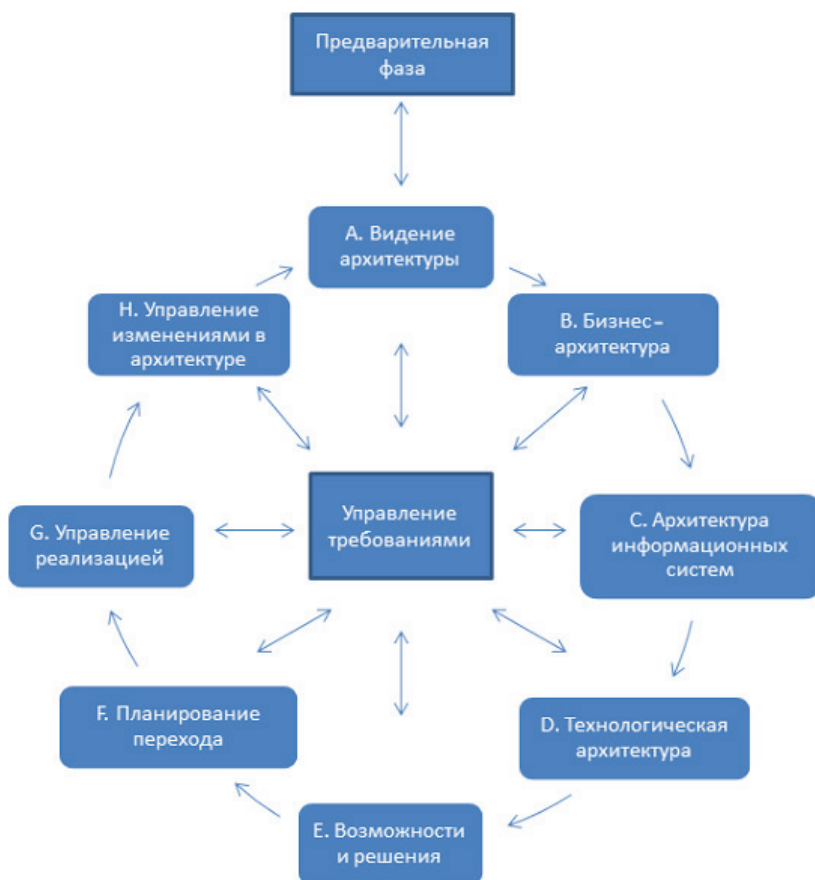 Предварительная
фаза
A. Видение
архитектуры
H. Управление
изменениями в
архитектуре
B. Бизнес-
архитектура
G. Управление
реализацией
Управление
требованиями
C. Архитектура
информационных
систем
F. Планирование
перехода
D. Технологическая
архитектура
E. Возможности
и решения